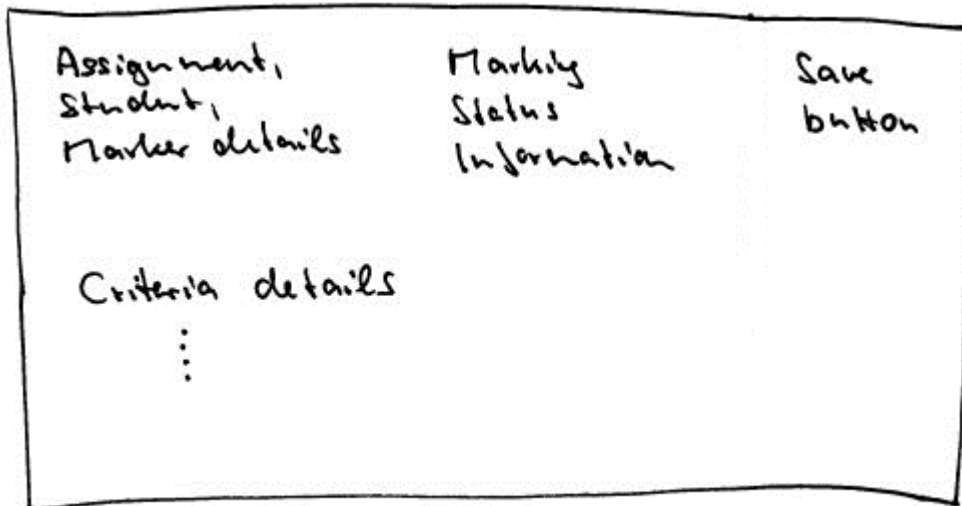 Assignment,
Student,
Marker details
Marking
Status
Information
Save
button
Criteria details